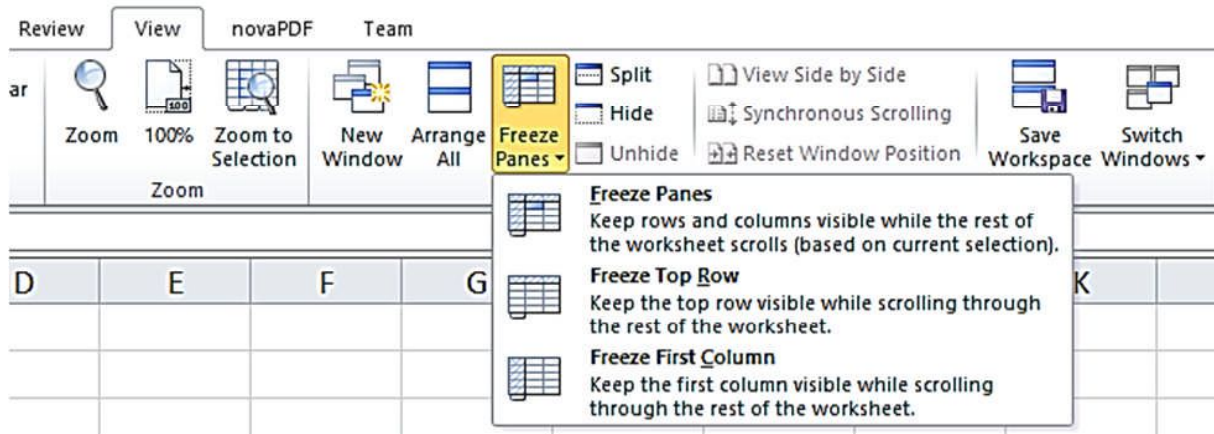 Review View novaPDF Team
ar
Zoom 100% Zoom to Selection
100
Zoom
New Window Arrange All Freeze Panes
Split
Hide
Unhide
View Side by Side
Synchronous Scrolling
Reset Window Position
Save Workspace Switch Windows
Freeze Panes
Keep rows and columns visible while the rest of
the worksheet scrolls (based on current selection).
Freeze Top Row
Keep the top row visible while scrolling through
the rest of the worksheet.
Freeze First Column
Keep the first column visible while scrolling
through the rest of the worksheet.
D E F G K